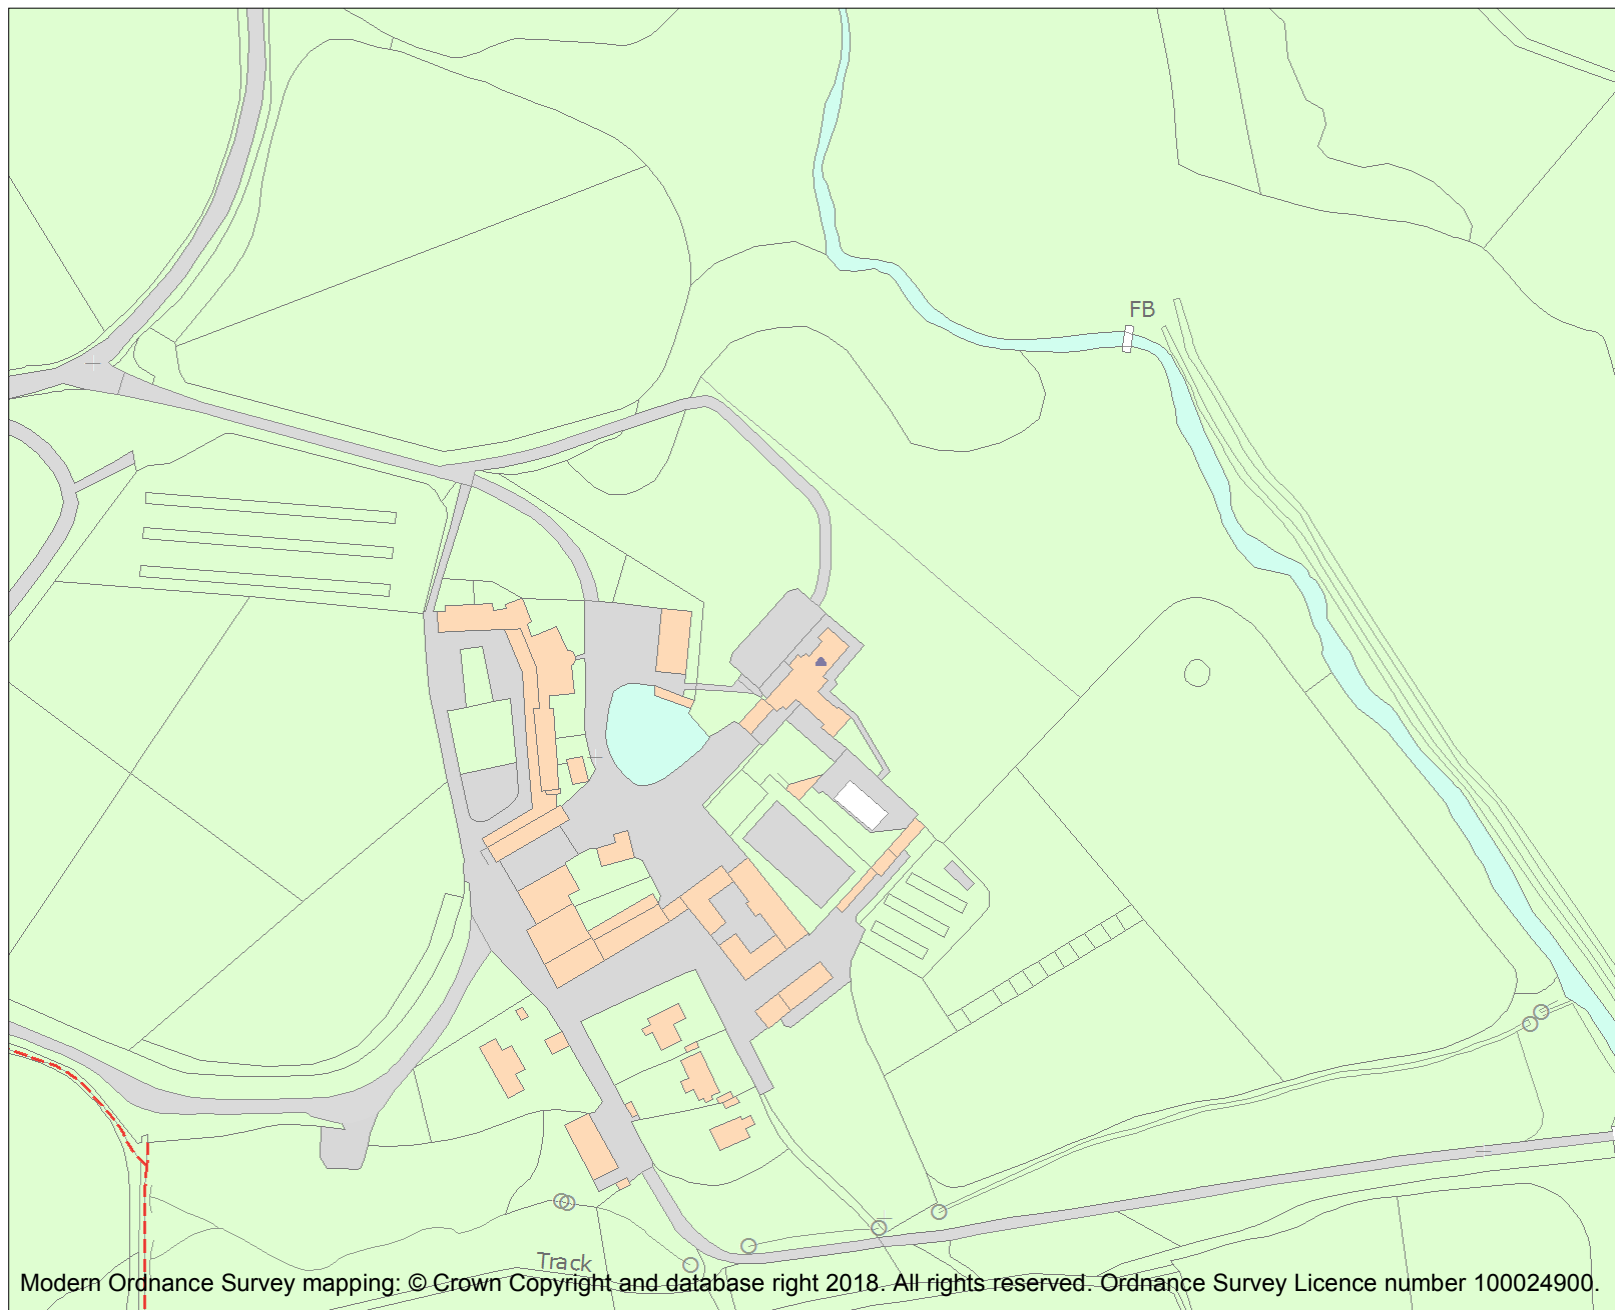 FB
Track
Modern Ordnance Survey mapping: © Crown Copyright and database right 2018. All rights reserved. Ordnance Survey Licence number 100024900.